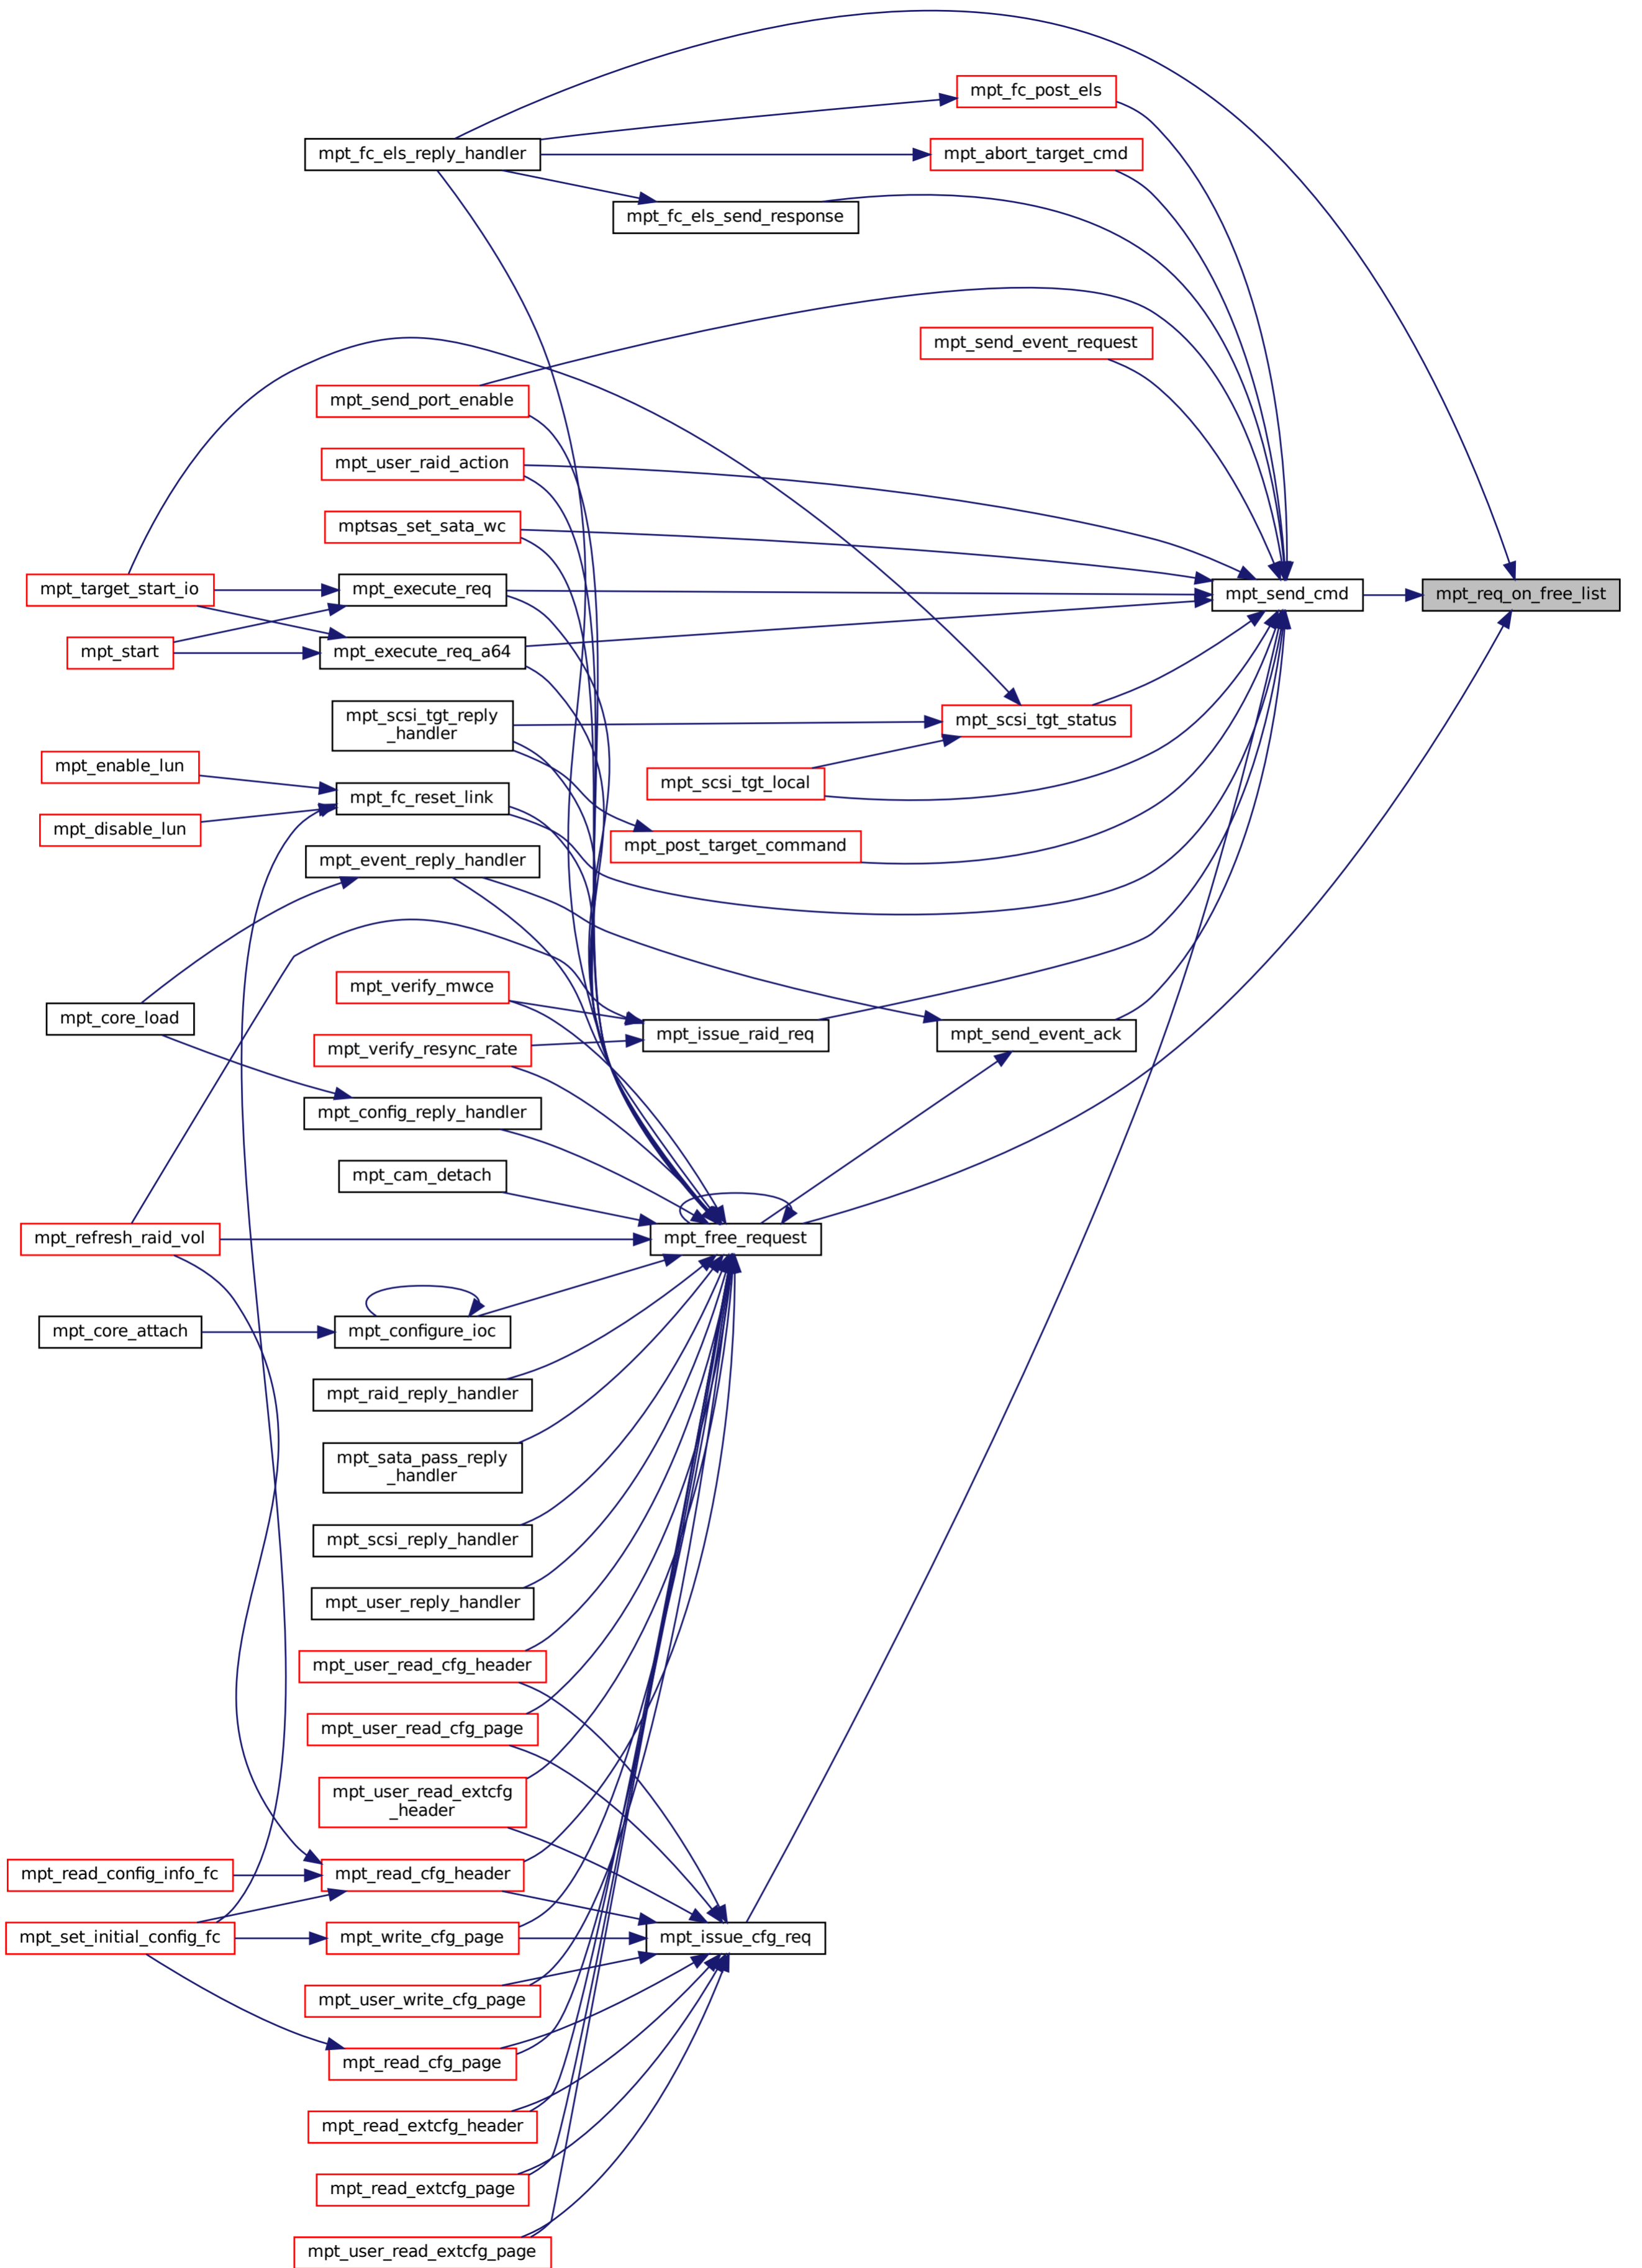 mpt_fc_post_els
mpt_fc_els_reply_handler
mpt_abort_target_cmd
mpt_fc_els_send_response
mpt_send_event_request
mpt_send_port_enable
mpt_user_raid_action
mptsas_set_sata_wc
mpt_target_start_io
mpt_execute_req
mpt_send_cmd
mpt_req_on_free_list
mpt_start
mpt_execute_req_a64
mpt_scsi_tgt_reply
_handler
mpt_scsi_tgt_status
mpt_enable_lun
mpt_scsi_tgt_local
mpt_fc_reset_link
mpt_disable_lun
mpt_post_target_command
mpt_event_reply_handler
mpt_verify_mwce
mpt_core_load
mpt_issue_raid_req
mpt_send_event_ack
mpt_verify_resync_rate
mpt_config_reply_handler
mpt_cam_detach
mpt_refresh_raid_vol
mpt_free_request
mpt_core_attach
mpt_configure_ioc
mpt_raid_reply_handler
mpt_sata_pass_reply
_handler
mpt_scsi_reply_handler
mpt_user_reply_handler
mpt_user_read_cfg_header
mpt_user_read_cfg_page
mpt_user_read_extcfg
_header
mpt_read_config_info_fc
mpt_read_cfg_header
mpt_set_initial_config_fc
mpt_write_cfg_page
mpt_issue_cfg_req
mpt_user_write_cfg_page
mpt_read_cfg_page
mpt_read_extcfg_header
mpt_read_extcfg_page
mpt_user_read_extcfg_page